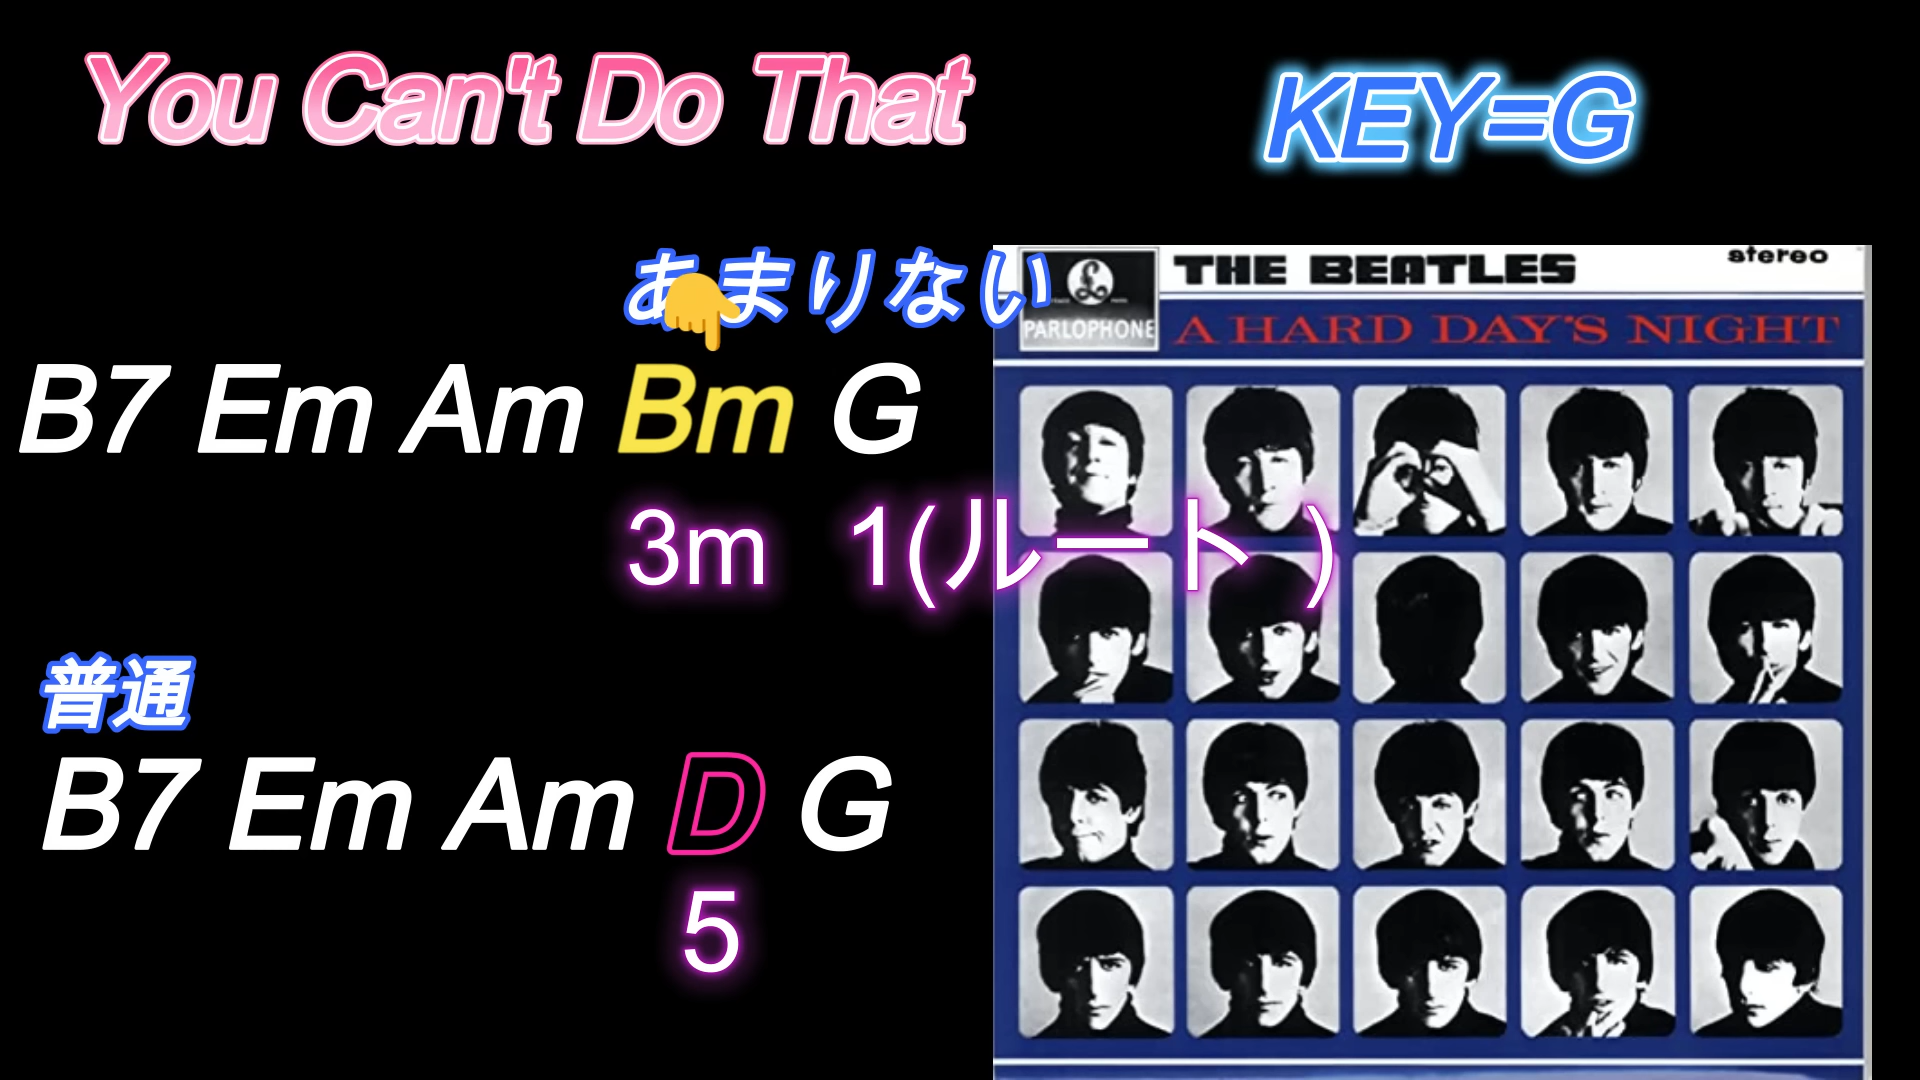 You Can't Do That
KEY=G
あまりない
B7 Em Am Bm G
3m 1(ルート)
普通
B7 Em Am D G
5
stereo
THE BEATLES
PARLOPHONE
A HARD DAY'S NIGHT